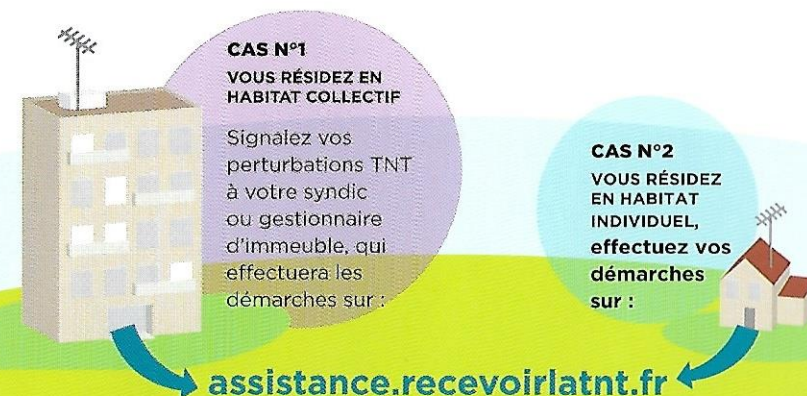 CAS N°1
VOUS RÉSIDEZ EN
HABITAT COLLECTIF
Signalez vos
perturbations TNT
à votre syndic
ou gestionnaire
d'immeuble, qui
effectuera les
démarches sur :
CAS N°2
VOUS RÉSIDEZ
EN HABITAT
INDIVIDUEL,
effectuez vos
démarches
sur :
assistance.recevoirlatnt.fr